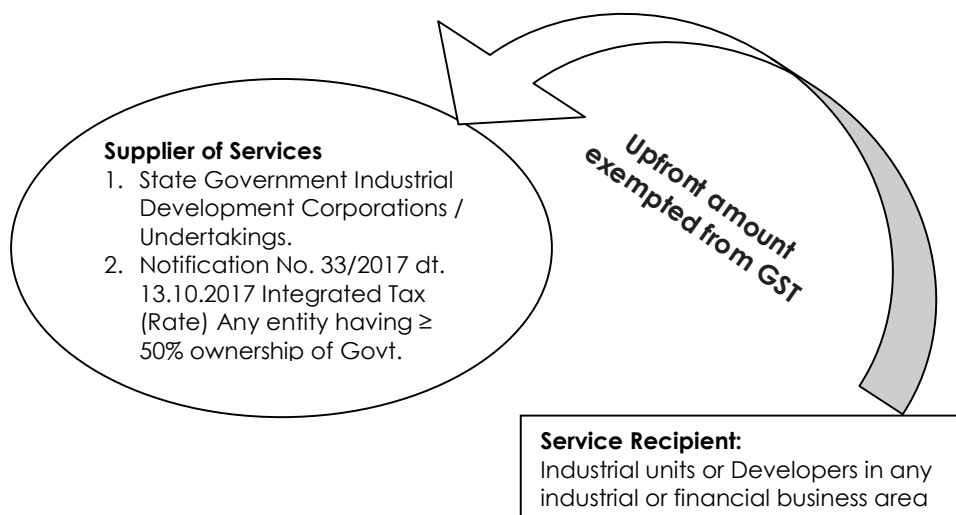 Supplier of Services
1. State Government Industrial
Development Corporations /
Undertakings.
2. Notification No. 33/2017 dt.
13.10.2017 Integrated Tax
(Rate) Any entity having ≥
50% ownership of Govt.
Upfront amount
exempted from GST
Service Recipient:
Industrial units or Developers in any
industrial or financial business area